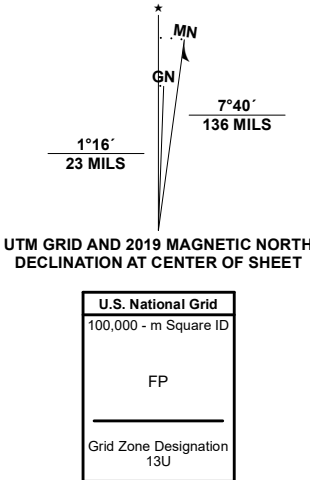 ★
MN
GN
7°40´
136 MILS
1°16´
23 MILS
UTM GRID AND 2019 MAGNETIC NORTH
DECLINATION AT CENTER OF SHEET
U.S. National Grid
100,000 - m Square ID
FP
Grid Zone Designation
13U